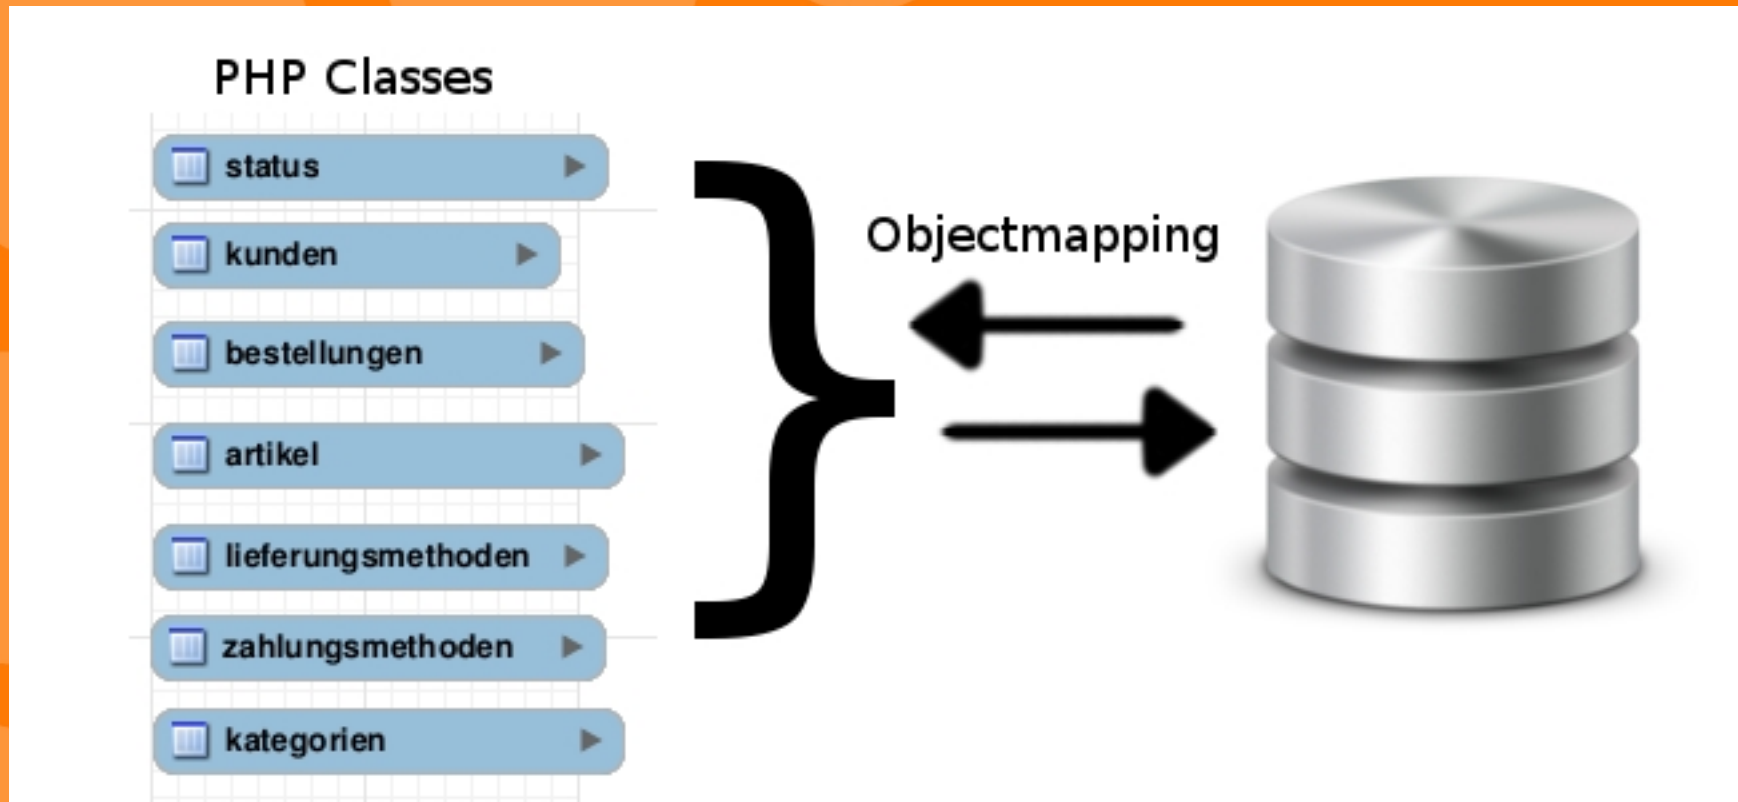 PHP Classes
status
kunden
bestellungen
artikel
lieferungsmethoden
zahlungsmethoden
kategorien
Objectmapping